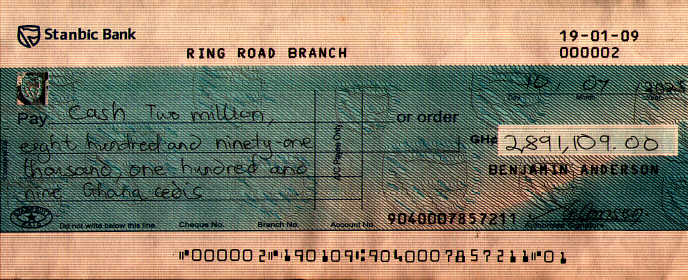 Stanbic Bank
19-01-09
RING ROAD BRANCH
000002
10 07 2025
Pay Cash Two million, or order
eight hundred and ninety-one
GH¢ 2,891,109.00
thousand, one hundred and
BENJAMIN ANDERSON
nine Ghana cedis
A/C Payee Only
Do not write below this line Cheque No. Branch No. Account No.
9040007857211
"000002"190109:9040007857211"01